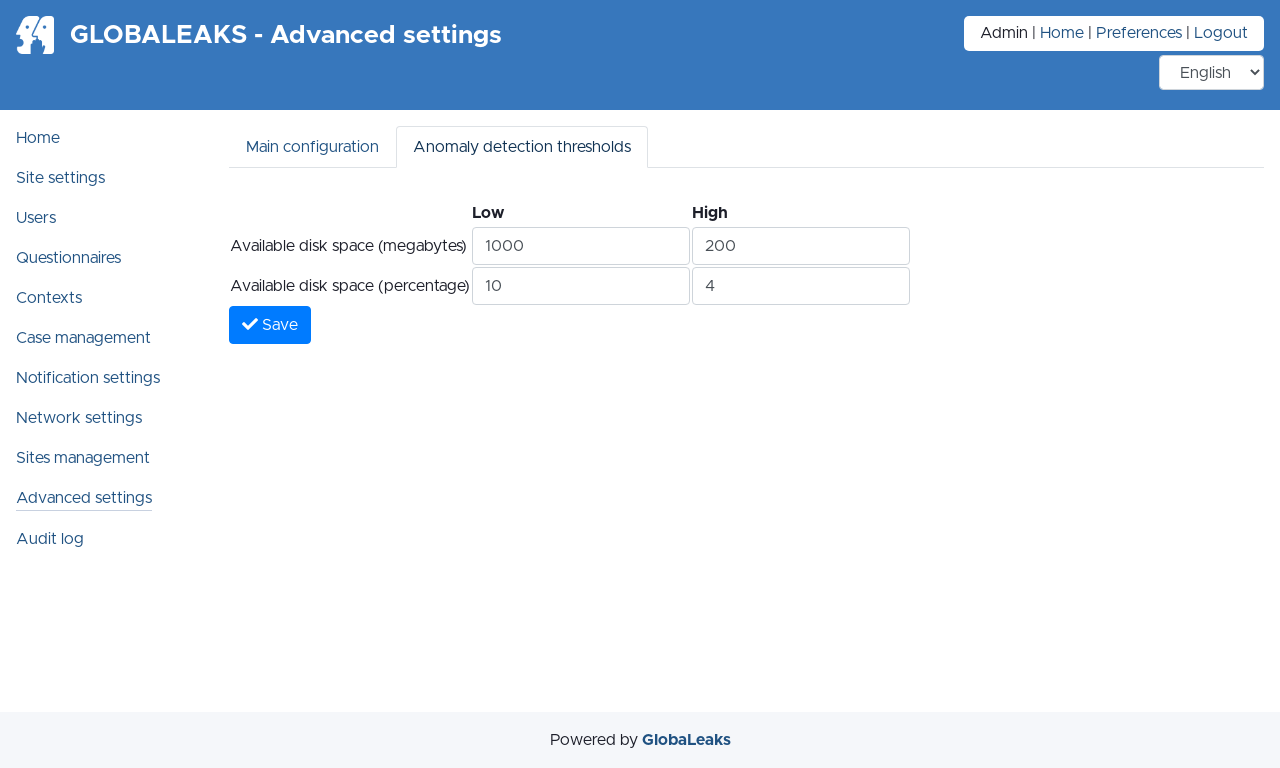 GLOBALEAKS - Advanced settings
Admin | Home | Preferences | Logout
English
Home
Site settings
Users
Questionnaires
Contexts
Case management
Notification settings
Network settings
Sites management
Advanced settings
Audit log
Main configuration
Anomaly detection thresholds
Low High
Available disk space (megabytes) 1000 200
Available disk space (percentage) 10 4
Save
Powered by GlobaLeaks